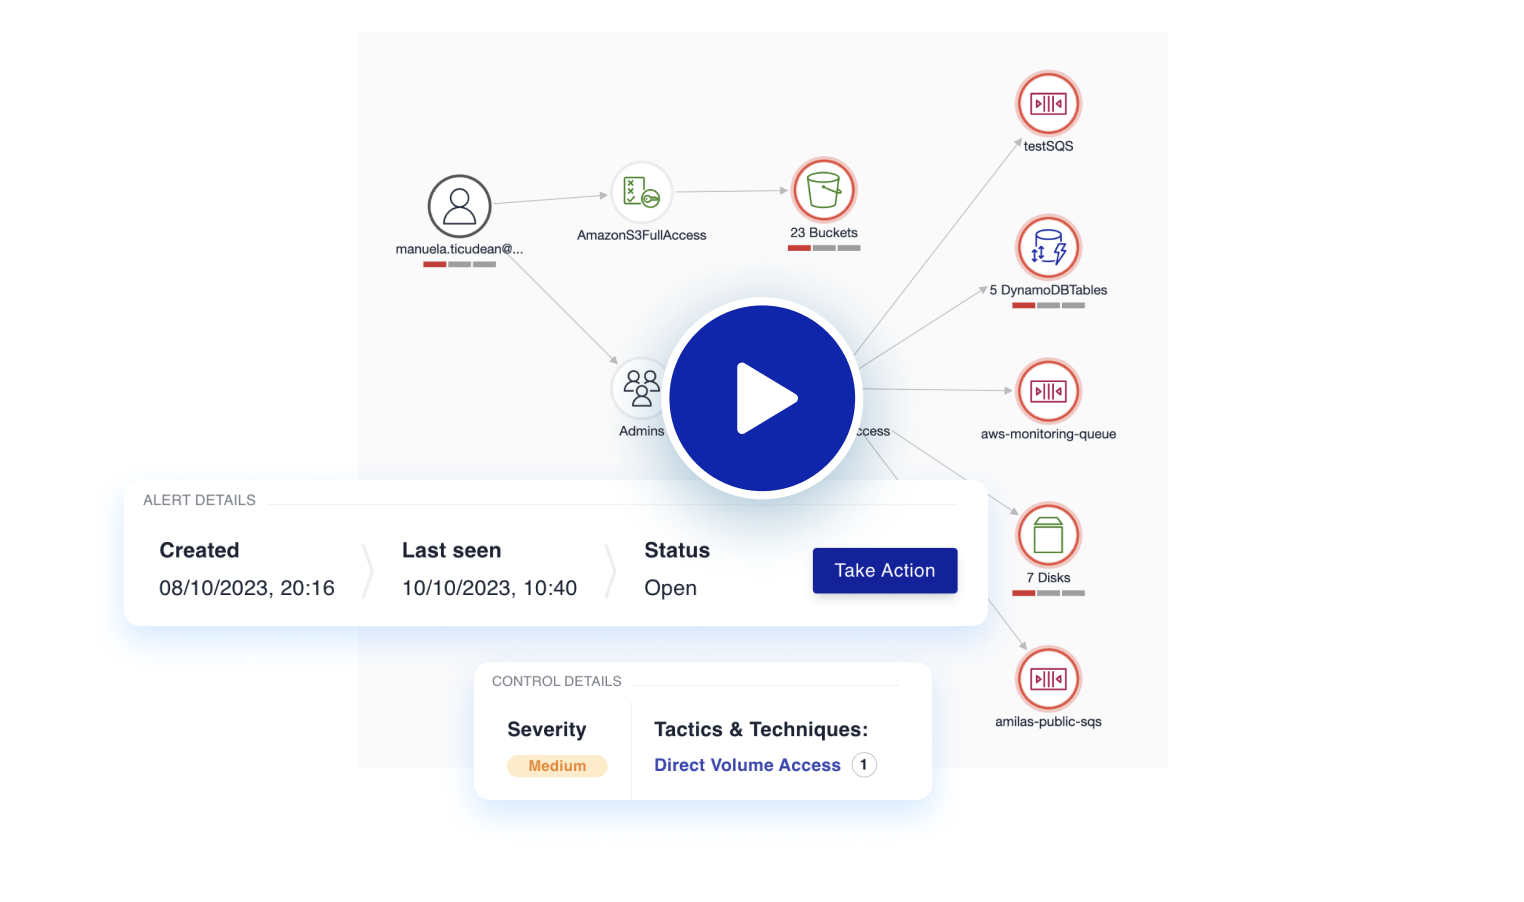 testSQS
manuela.ticudean@...
AmazonS3FullAccess
23 Buckets
5 DynamoDBTables
Admins
ccess
aws-monitoring-queue
ALERT DETAILS
Created
Last seen
Status
08/10/2023, 20:16
10/10/2023, 10:40
Open
Take Action
7 Disks
CONTROL DETAILS
Severity
Tactics & Techniques:
Medium
Direct Volume Access 1
amilas-public-sqs